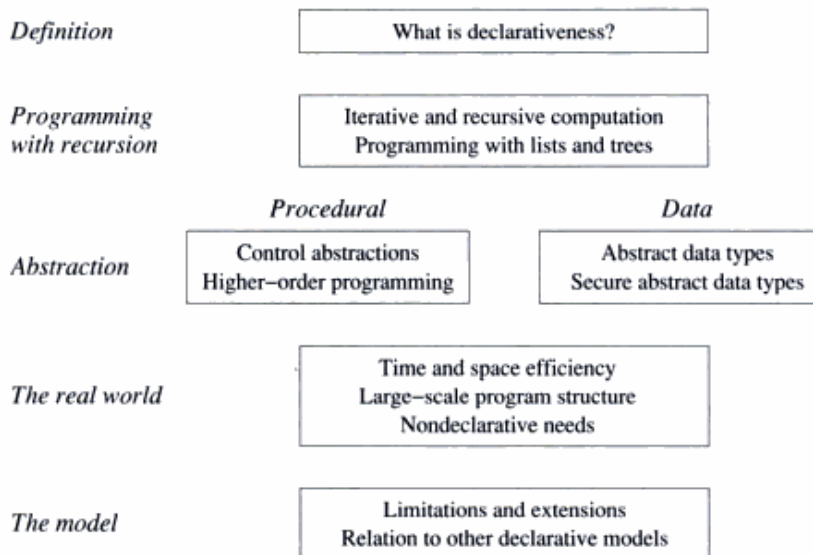 Definition
What is declarativeness?
Programming
with recursion
Iterative and recursive computation
Programming with lists and trees
Procedural
Data
Abstraction
Control abstractions
Higher–order programming
Abstract data types
Secure abstract data types
The real world
Time and space efficiency
Large–scale program structure
Nondeclarative needs
The model
Limitations and extensions
Relation to other declarative models